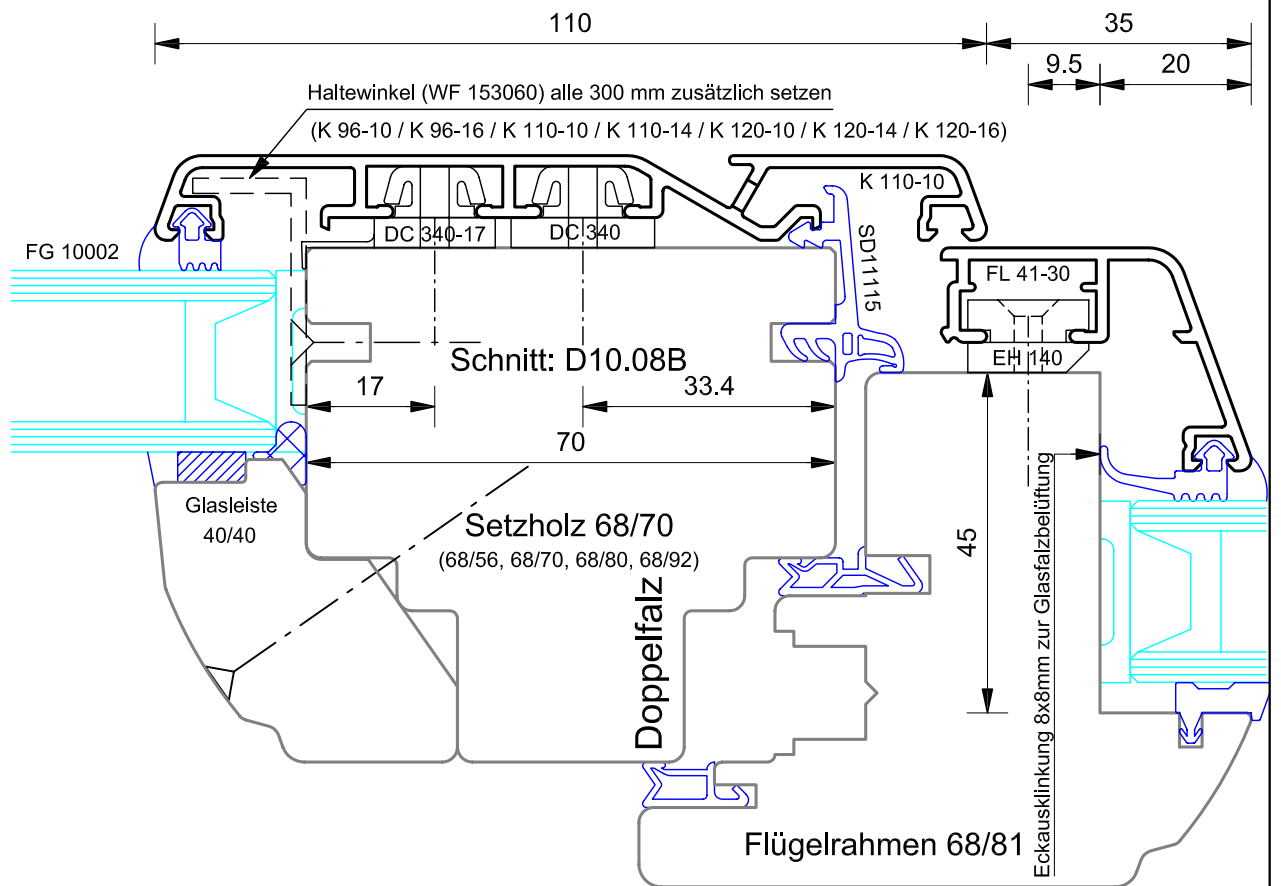 110
35
9.5
20
Haltewinkel (WF 153060) alle 300 mm zusätzlich setzen
(K 96-10 / K 96-16 / K 110-10 / K 110-14 / K 120-10 / K 120-14 / K 120-16)
K 110-10
FG 10002
DC 340-17
DC 340
SD11115
FL 41-30
EH 140
Schnitt: D10.08B
17
33.4
70
Glasleiste
40/40
Setzholz 68/70
(68/56, 68/70, 68/80, 68/92)
45
Doppelfalz
Eckausklinkung 8x8mm zur Glasfalzbelüftung
Flügelrahmen 68/81